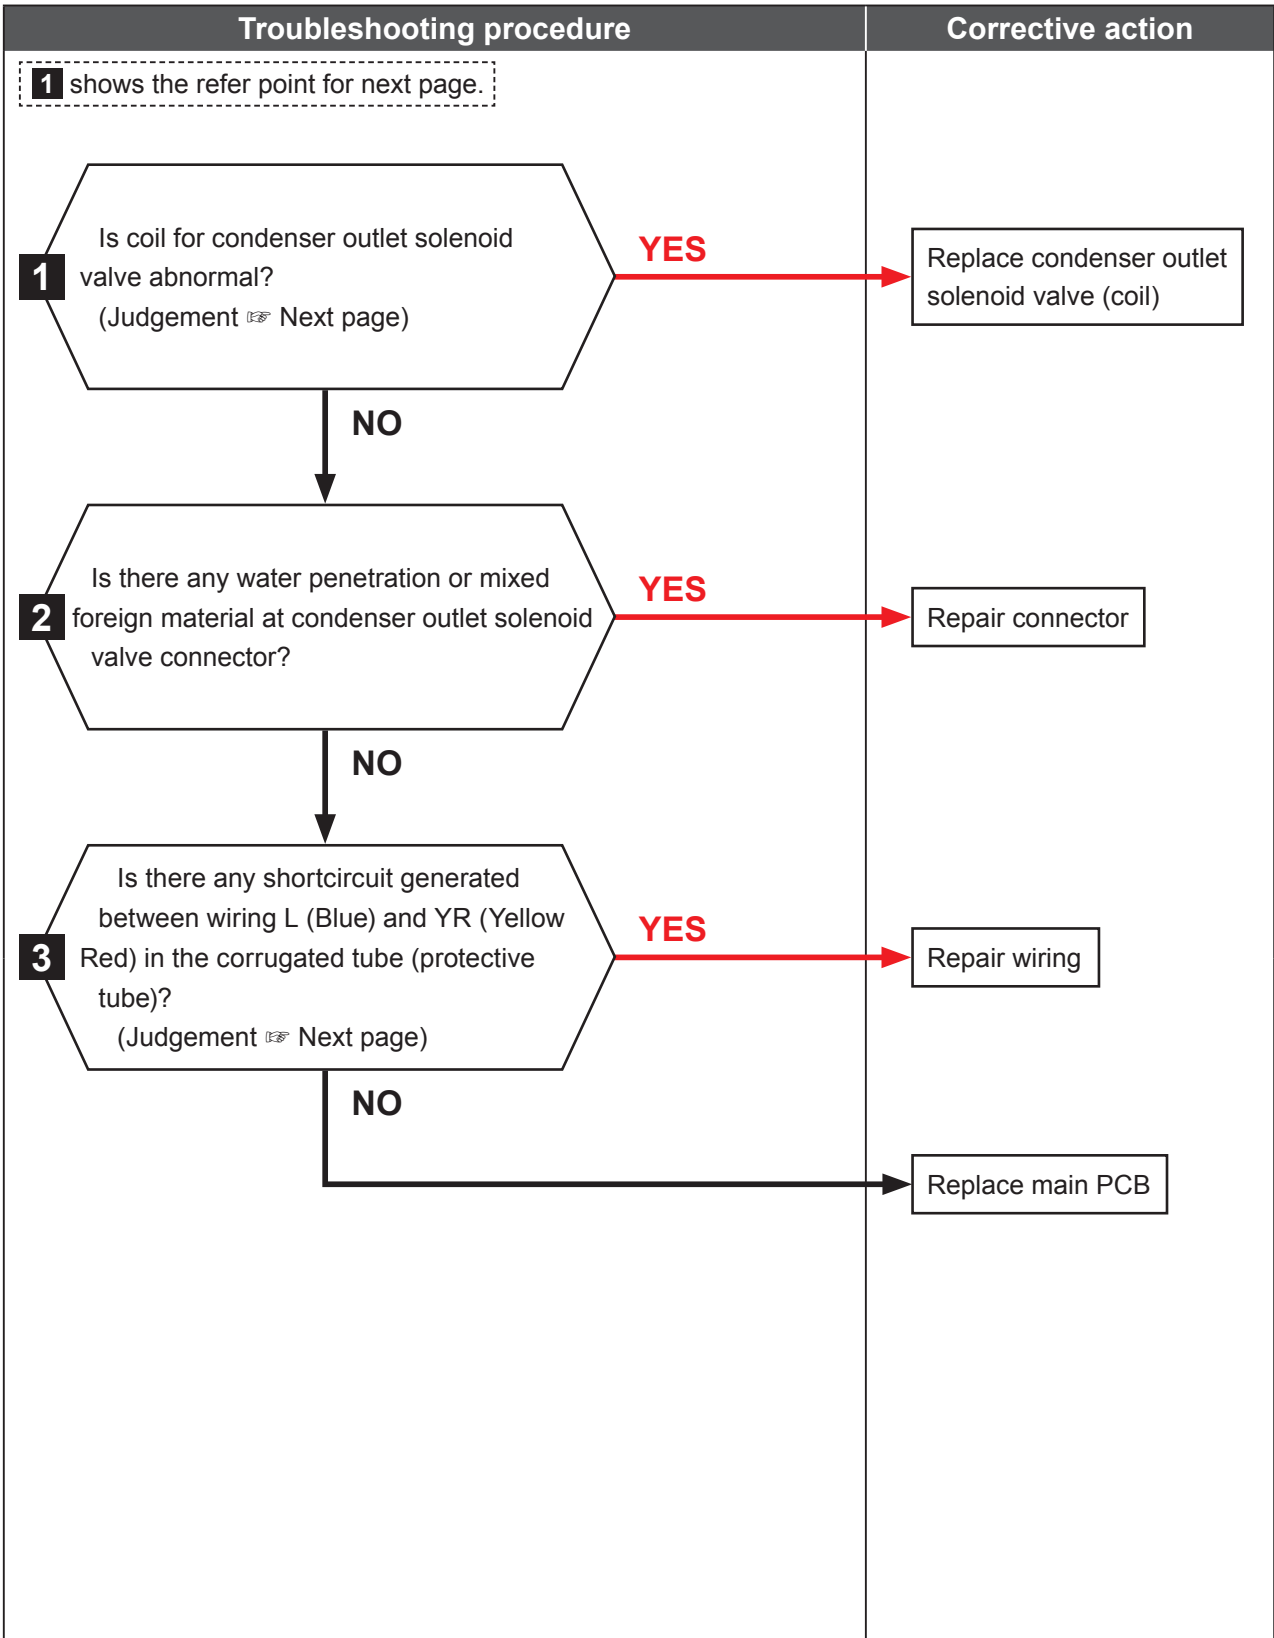 Troubleshooting procedure
Corrective action
1 shows the refer point for next page.
1
Is coil for condenser outlet solenoid
valve abnormal?
(Judgement ☞ Next page)
YES
Replace condenser outlet
solenoid valve (coil)
NO
2
Is there any water penetration or mixed
foreign material at condenser outlet solenoid
valve connector?
YES
Repair connector
NO
3
Is there any shortcircuit generated
between wiring L (Blue) and YR (Yellow
Red) in the corrugated tube (protective
tube)?
(Judgement ☞ Next page)
YES
Repair wiring
NO
Replace main PCB